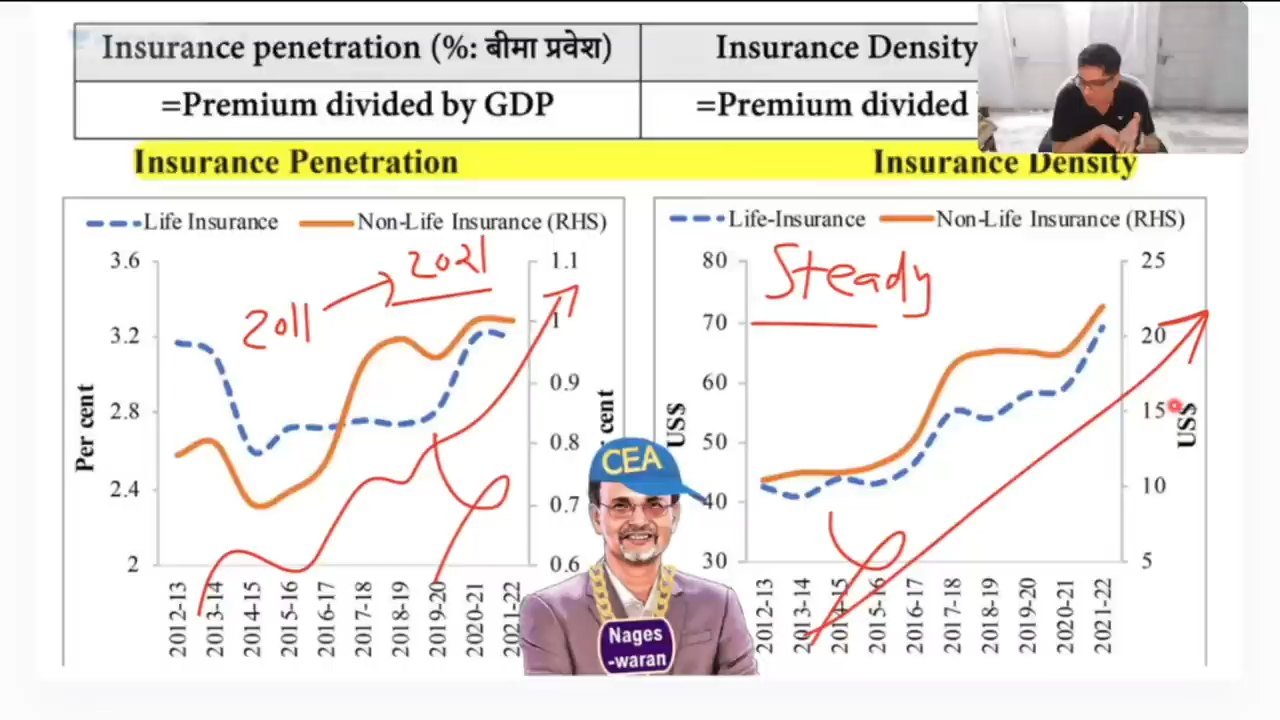 Insurance penetration (%: बीमा प्रवेश)
Insurance Density
=Premium divided by GDP
=Premium divided
Insurance Penetration
Insurance Density
Life Insurance
Non-Life Insurance (RHS)
3.6
3.2
2.8
2.4
2
Per cent
1.1
1
0.9
0.8
0.7
0.6
cent
2012-13
2013-14
2014-15
2015-16
2016-17
2017-18
2018-19
2019-20
2020-21
2021-22
2011
2021
Life-Insurance
Non-Life Insurance (RHS)
80
70
60
50
40
30
US$
25
20
15
10
5
US$
2012-13
2013-14
2014-15
2015-16
2016-17
2017-18
2018-19
2019-20
2020-21
2021-22
Steady
CEA
Nages
-waran